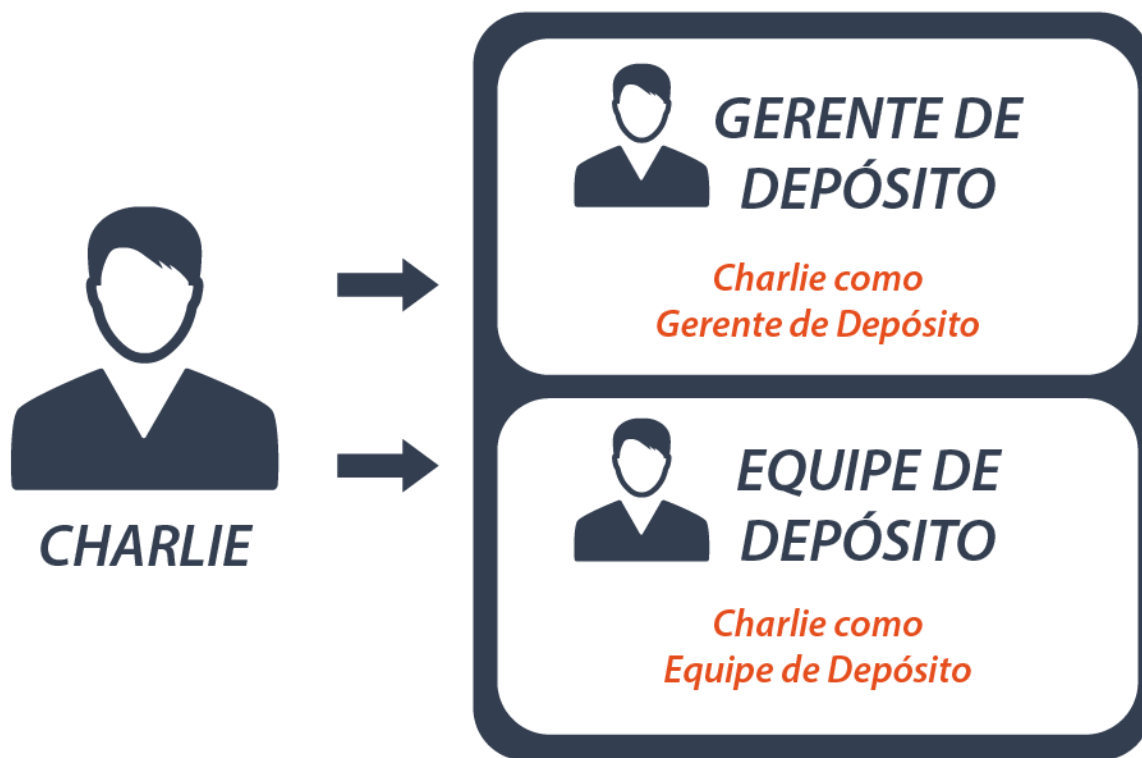 CHARLIE
GERENTE DE
DEPÓSITO
Charlie como
Gerente de Depósito
EQUIPE DE
DEPÓSITO
Charlie como
Equipe de Depósito